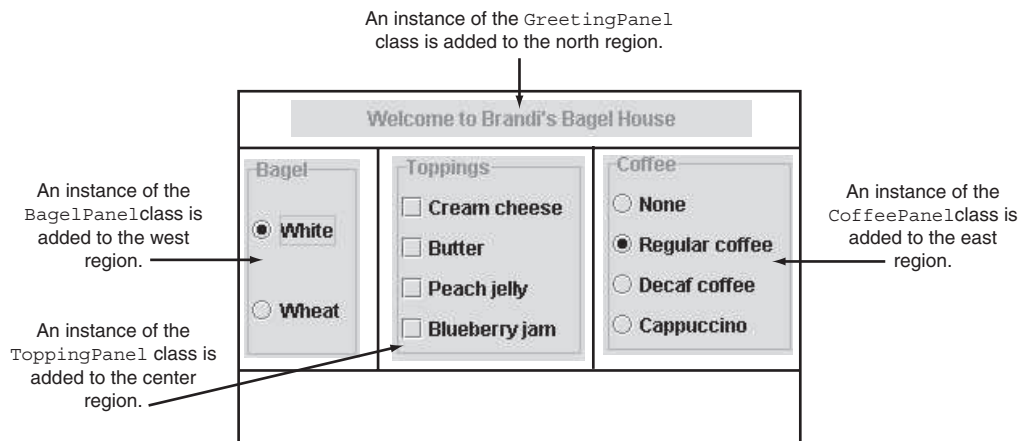 An instance of the GreetingPanel
class is added to the north region.
Welcome to Brandi's Bagel House
An instance of the
BagelPanelclass is
added to the west
region.
Bagel
White
Wheat
Toppings
Cream cheese
Butter
Peach jelly
Blueberry jam
Coffee
None
Regular coffee
Decaf coffee
Cappuccino
An instance of the
CoffeePanelclass is
added to the east
region.
An instance of the
ToppingPanel class is
added to the center
region.